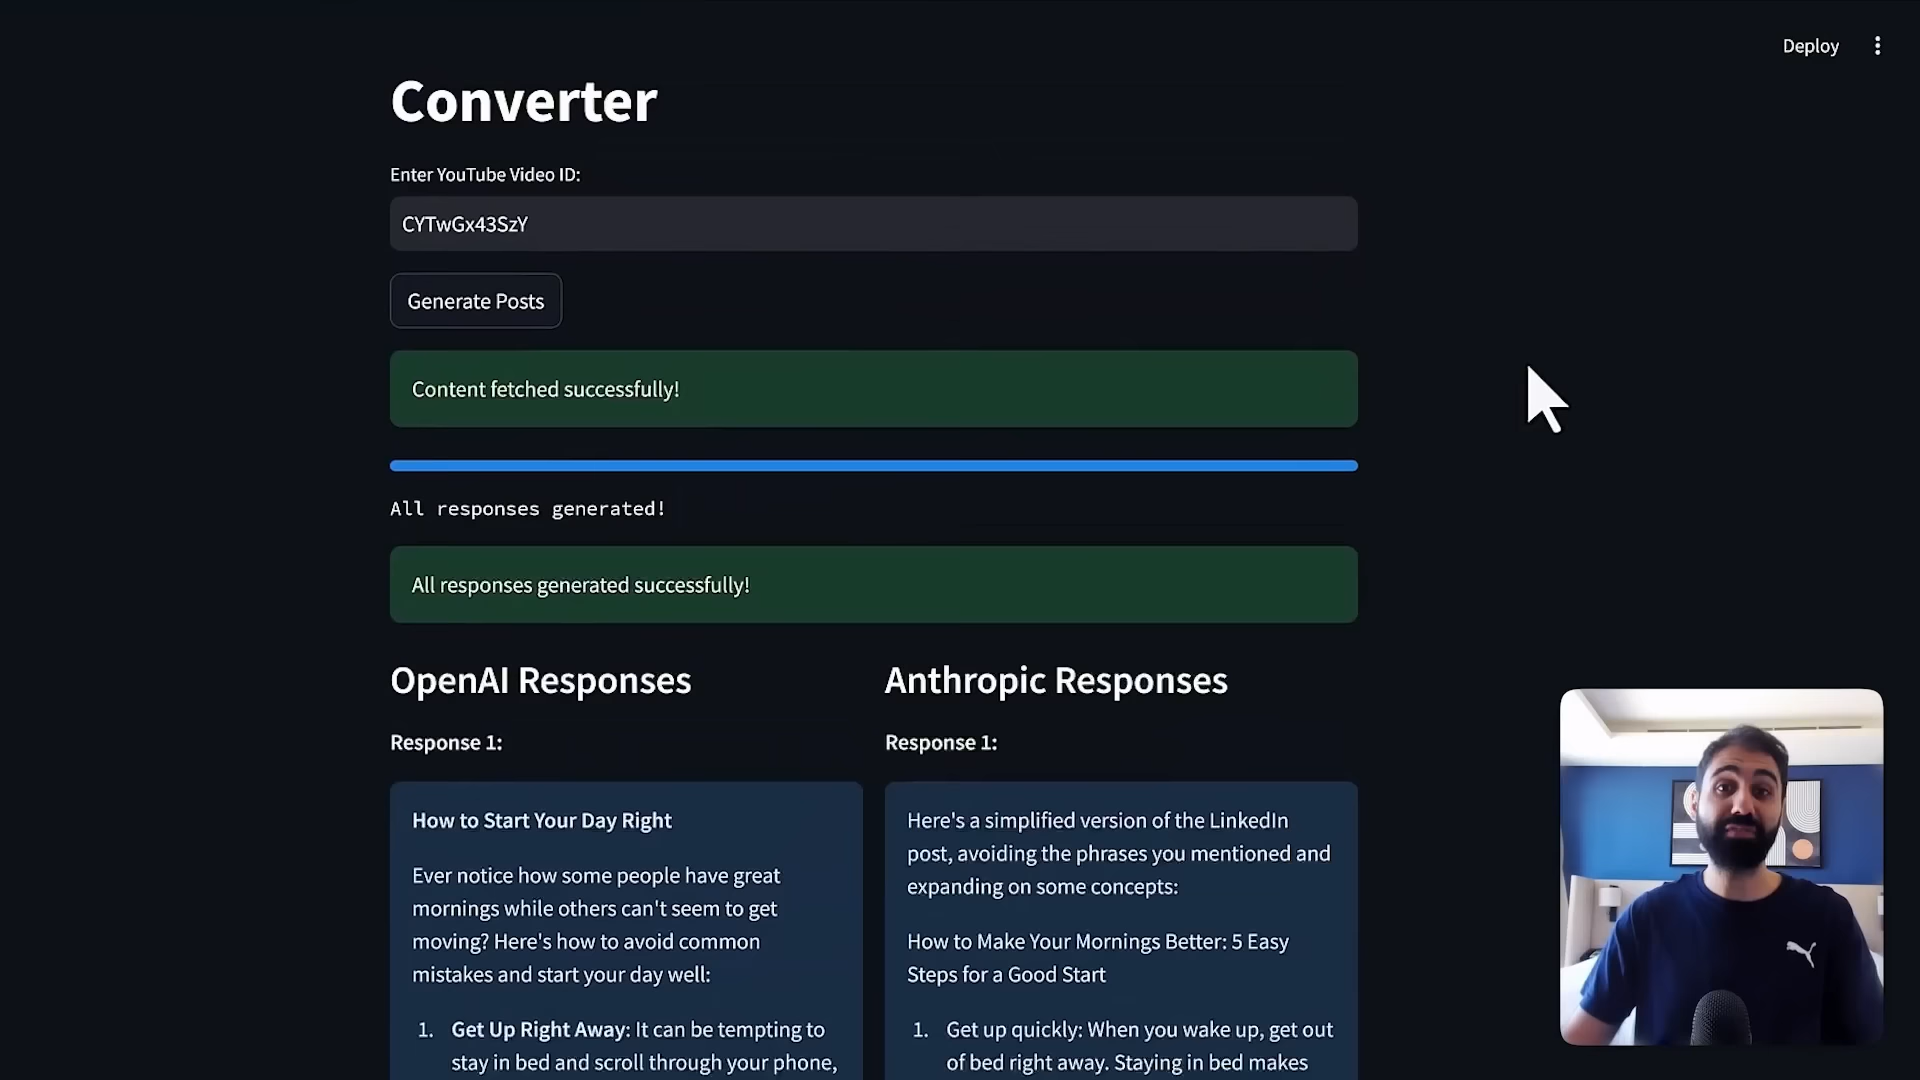 Deploy
Converter
Enter YouTube Video ID:
CYTwGx43SzY
Generate Posts
Content fetched successfully!
All responses generated!
All responses generated successfully!
OpenAI Responses
Response 1:
How to Start Your Day Right
Ever notice how some people have great
mornings while others can't seem to get
moving? Here's how to avoid common
mistakes and start your day well:
1. Get Up Right Away: It can be tempting to
stay in bed and scroll through your phone,
Anthropic Responses
Response 1:
Here's a simplified version of the LinkedIn
post, avoiding the phrases you mentioned and
expanding on some concepts:
How to Make Your Mornings Better: 5 Easy
Steps for a Good Start
1. Get up quickly: When you wake up, get out
of bed right away. Staying in bed makes